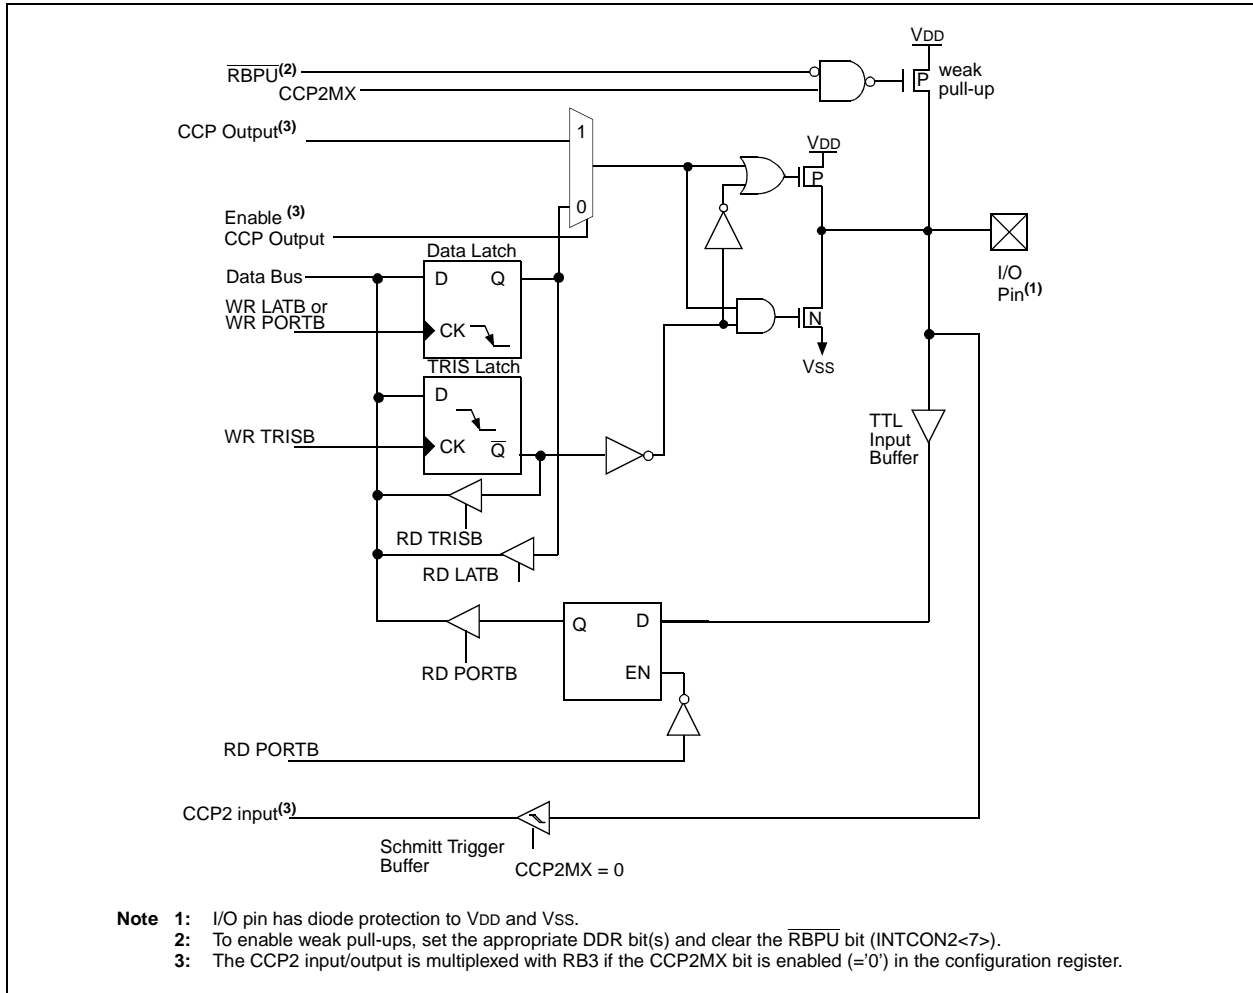 VDD
RBPU(2)
CCP2MX
P
weak
pull-up
CCP Output(3)
1
VDD
P
0
Enable (3)
CCP Output
Data Latch
Data Bus
D
Q
I/O
Pin(1)
WR LATB or
WR PORTB
CK
N
VSS
TRIS Latch
D
TTL
Input
Buffer
WR TRISB
CK
Q
RD TRISB
RD LATB
Q
D
RD PORTB
EN
RD PORTB
CCP2 input(3)
Schmitt Trigger
Buffer
CCP2MX = 0
Note 1: I/O pin has diode protection to VDD and VSS.
2: To enable weak pull-ups, set the appropriate DDR bit(s) and clear the RBPU bit (INTCON2<7>).
3: The CCP2 input/output is multiplexed with RB3 if the CCP2MX bit is enabled (='0') in the configuration register.